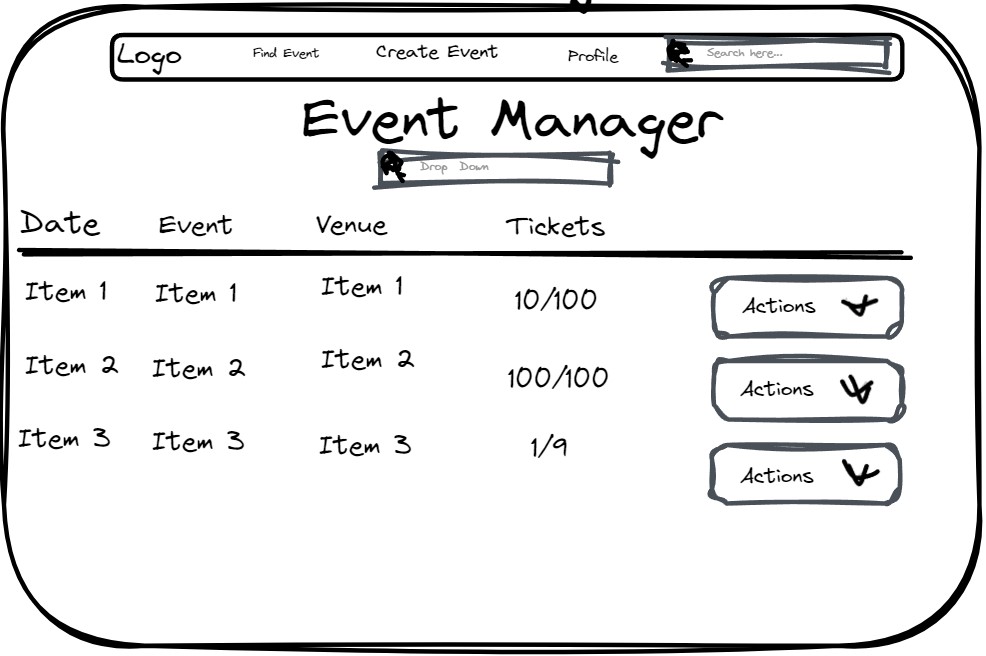 Logo Find Event Create Event Profile Search here...
Event Manager
Drop Down
Date Event Venue Tickets
Item 1 Item 1 Item 1 10/100 Actions
Item 2 Item 2 Item 2 100/100 Actions
Item 3 Item 3 Item 3 1/9 Actions